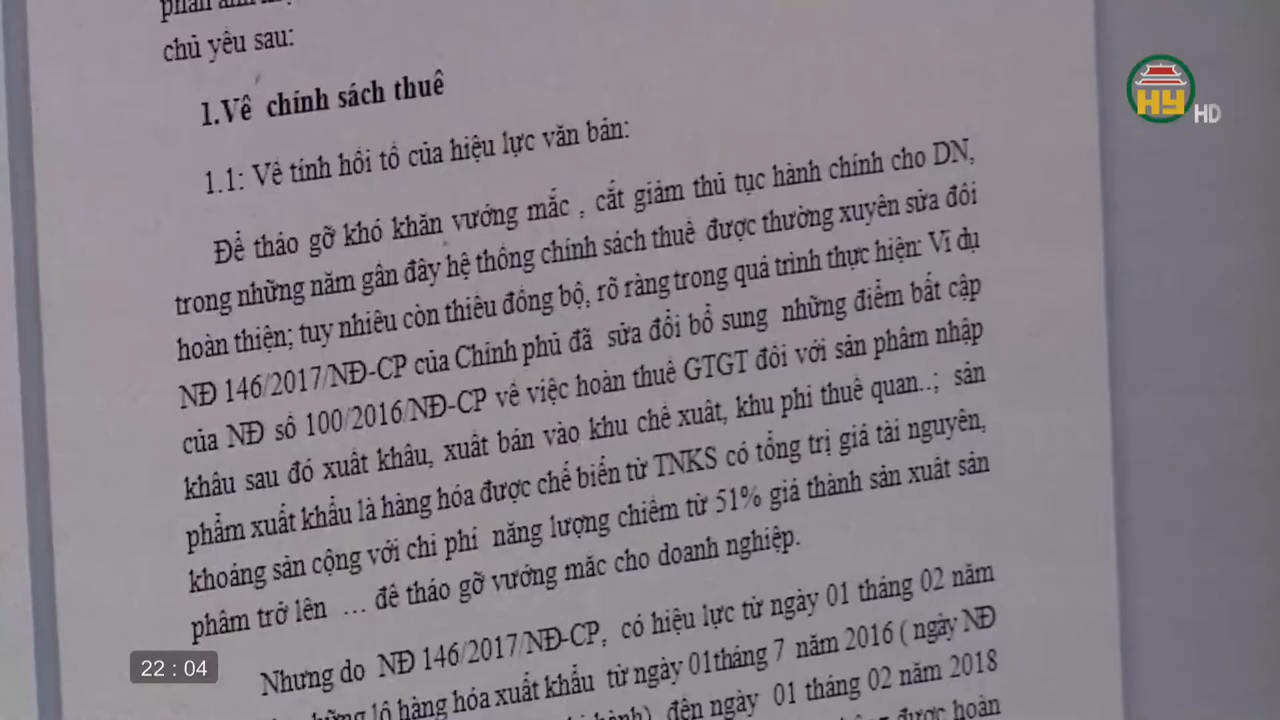 chủ yếu sau:
1.Về chính sách thuế
1.1: Về tính hồi tố của hiệu lực văn bản:
Để tháo gỡ khó khăn vướng mắc , cắt giảm thủ tục hành chính cho DN,
trong những năm gần đây hệ thống chính sách thuế được thường xuyên sửa đổi
hoàn thiện; tuy nhiên còn thiếu đồng bộ, rõ ràng trong quá trình thực hiện: Ví dụ
NĐ 146/2017/NĐ-CP của Chính phủ đã sửa đổi bổ sung những điểm bất cập
của NĐ số 100/2016/NĐ-CP về việc hoàn thuế GTGT đối với sản phẩm nhập
khẩu sau đó xuất khẩu, xuất bán vào khu chế xuất, khu phi thuế quan..; sản
phẩm xuất khẩu là hàng hóa được chế biến từ TNKS có tổng trị giá tài nguyên,
khoáng sản cộng với chi phí năng lượng chiếm từ 51% giá thành sản xuất sản
phẩm trở lên ... để tháo gỡ vướng mắc cho doanh nghiệp.
Nhưng do NĐ 146/2017/NĐ-CP, có hiệu lực từ ngày 01 tháng 02 năm
lô hàng hóa xuất khẩu từ ngày 01tháng 7 năm 2016 ( ngày NĐ
đến ngày 01 tháng 02 năm 2018
được hoàn
HY HD
22 : 04